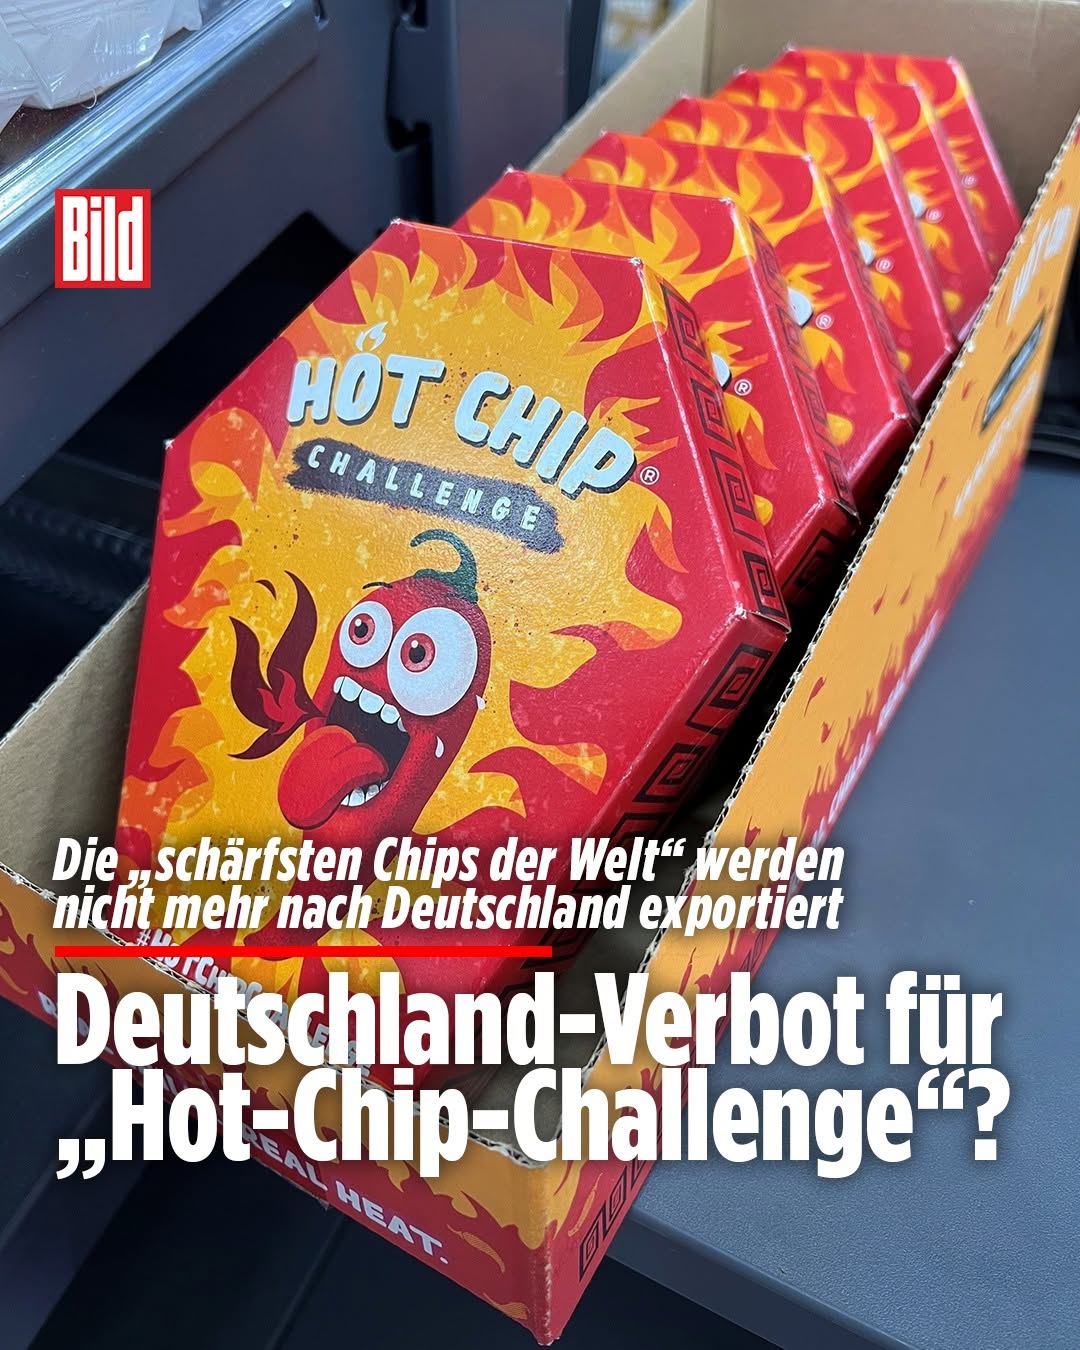 Bild
HOT CHIP®
CHALLENGE
®
®
®
®
®
Die „schärfsten Chips der Welt“ werden
nicht mehr nach Deutschland exportiert
Deutschland-Verbot für
„Hot-Chip-Challenge“?
REAL HEAT.